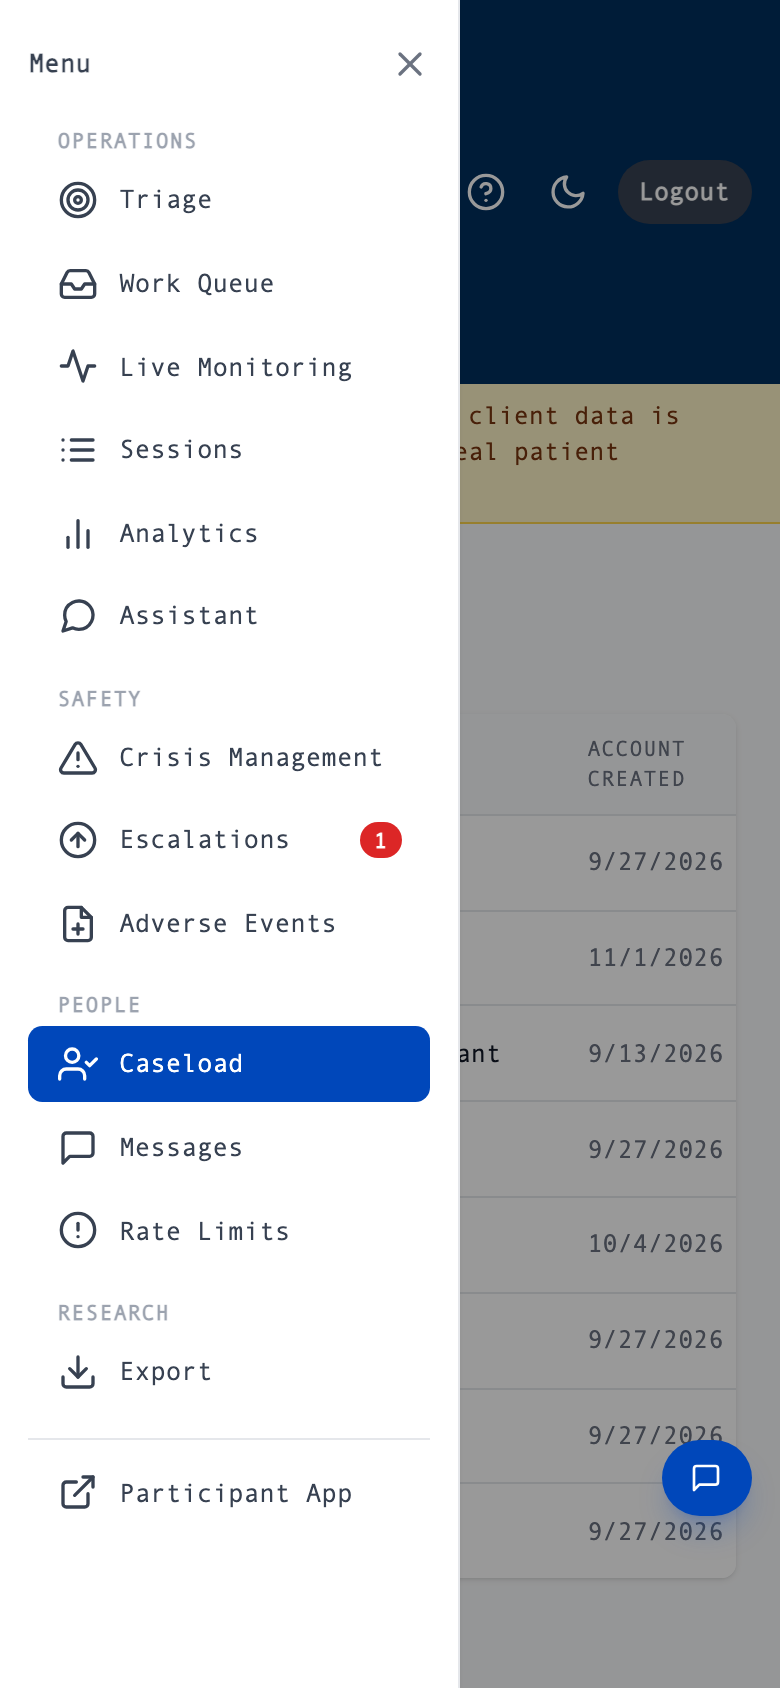 Menu
OPERATIONS
Triage
Work Queue
Live Monitoring
Sessions
Analytics
Assistant
SAFETY
Crisis Management
Escalations 1
Adverse Events
PEOPLE
Caseload
Messages
Rate Limits
RESEARCH
Export
Participant App
Logout
client data is
patient
ACCOUNT
CREATED
9/27/2026
11/1/2026
9/13/2026
9/27/2026
10/4/2026
9/27/2026
9/27/2026
9/27/2026